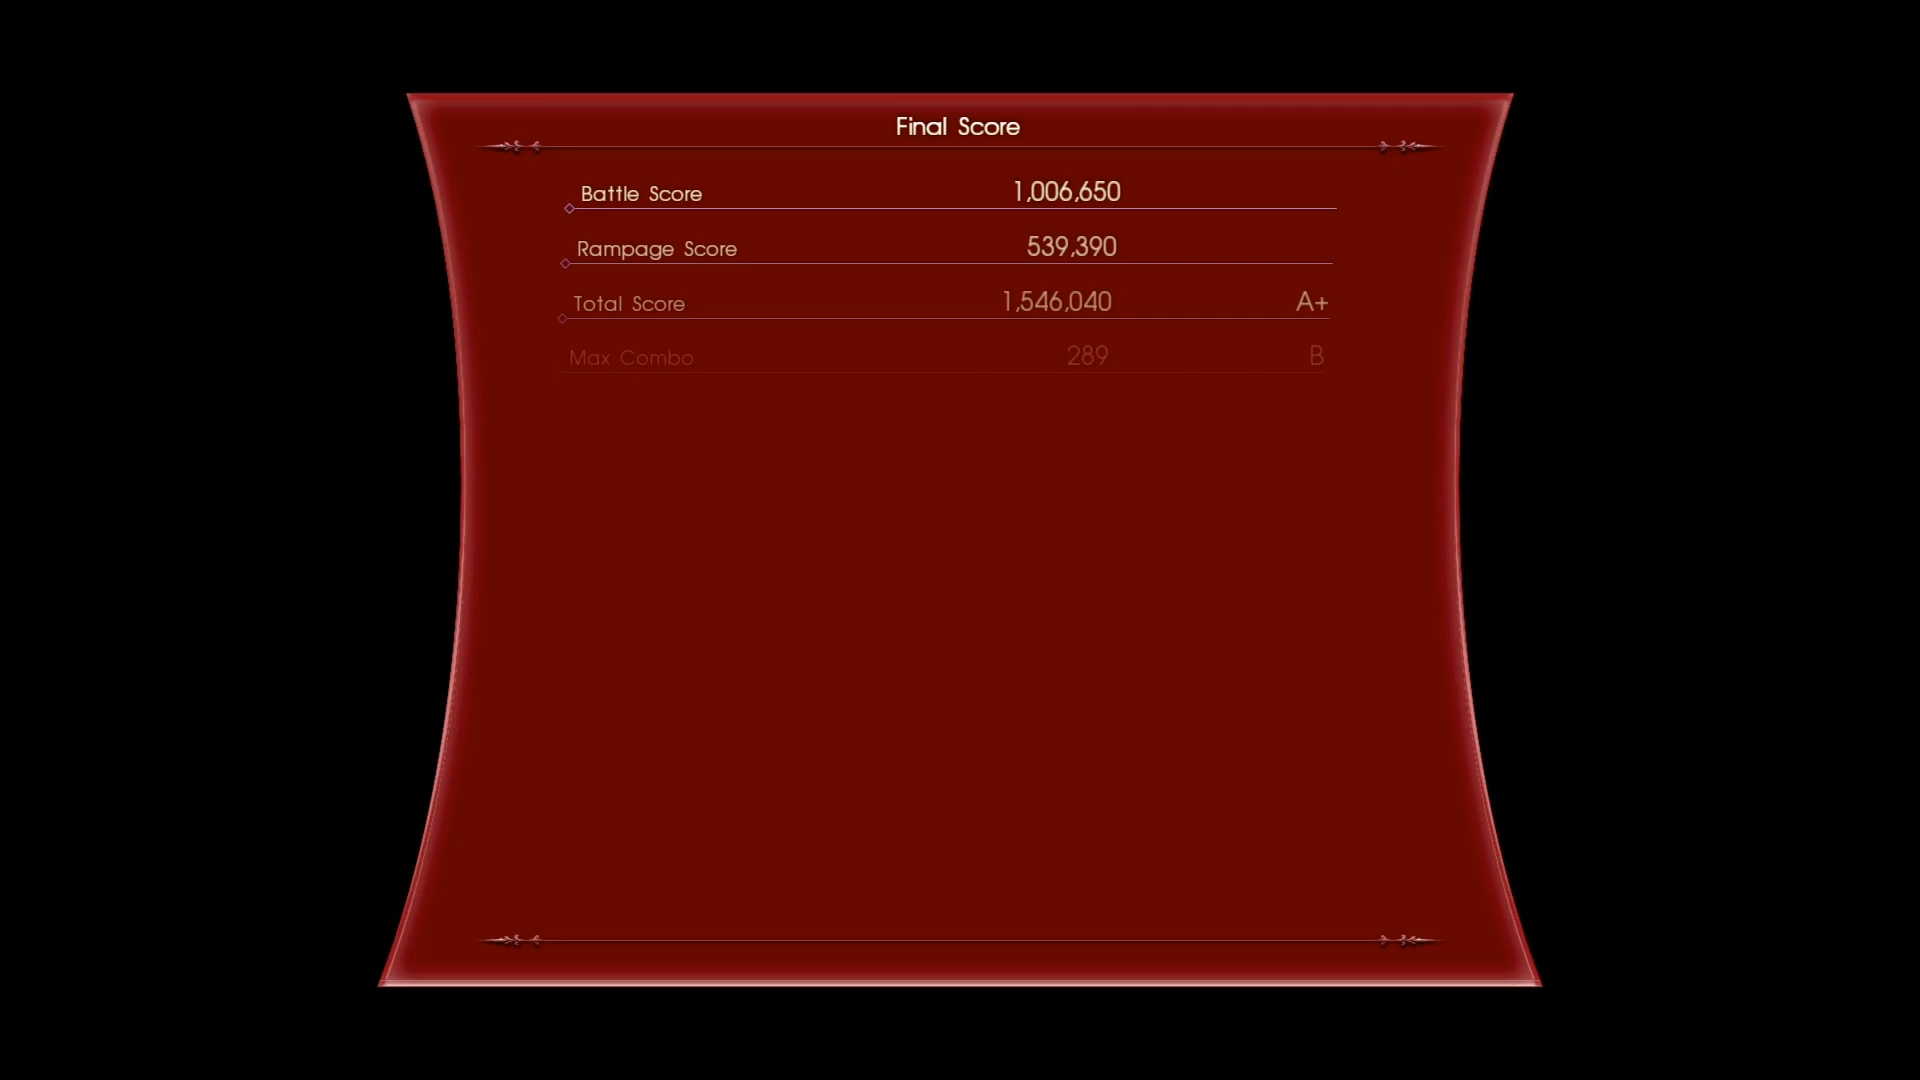 Final Score
Battle Score 1,006,650
Rampage Score 539,390
Total Score 1,546,040 A+
Max Combo 289 B